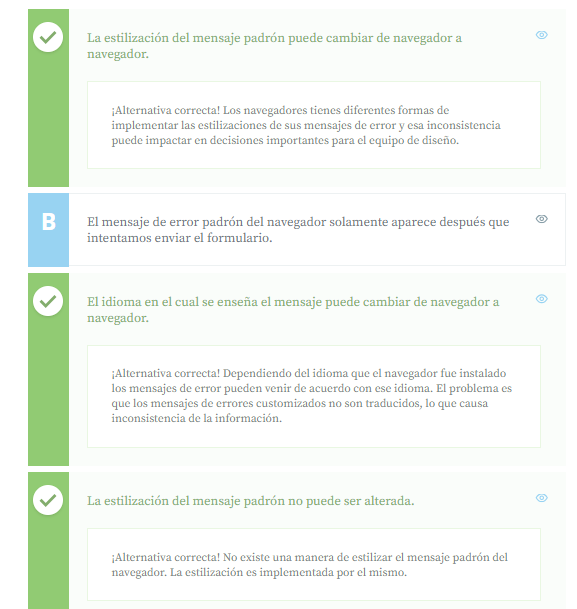 La estilización del mensaje padrón puede cambiar de navegador a
navegador.
¡Alternativa correcta! Los navegadores tienes diferentes formas de
implementar las estilizaciones de sus mensajes de error y esa inconsistencia
puede impactar en decisiones importantes para el equipo de diseño.
B
El mensaje de error padrón del navegador solamente aparece después que
intentamos enviar el formulario.
El idioma en el cual se enseña el mensaje puede cambiar de navegador a
navegador.
¡Alternativa correcta! Dependiendo del idioma que el navegador fue instalado
los mensajes de error pueden venir de acuerdo con ese idioma. El problema es
que los mensajes de errores customizados no son traducidos, lo que causa
inconsistencia de la información.
La estilización del mensaje padrón no puede ser alterada.
¡Alternativa correcta! No existe una manera de estilizar el mensaje padrón del
navegador. La estilización es implementada por el mismo.